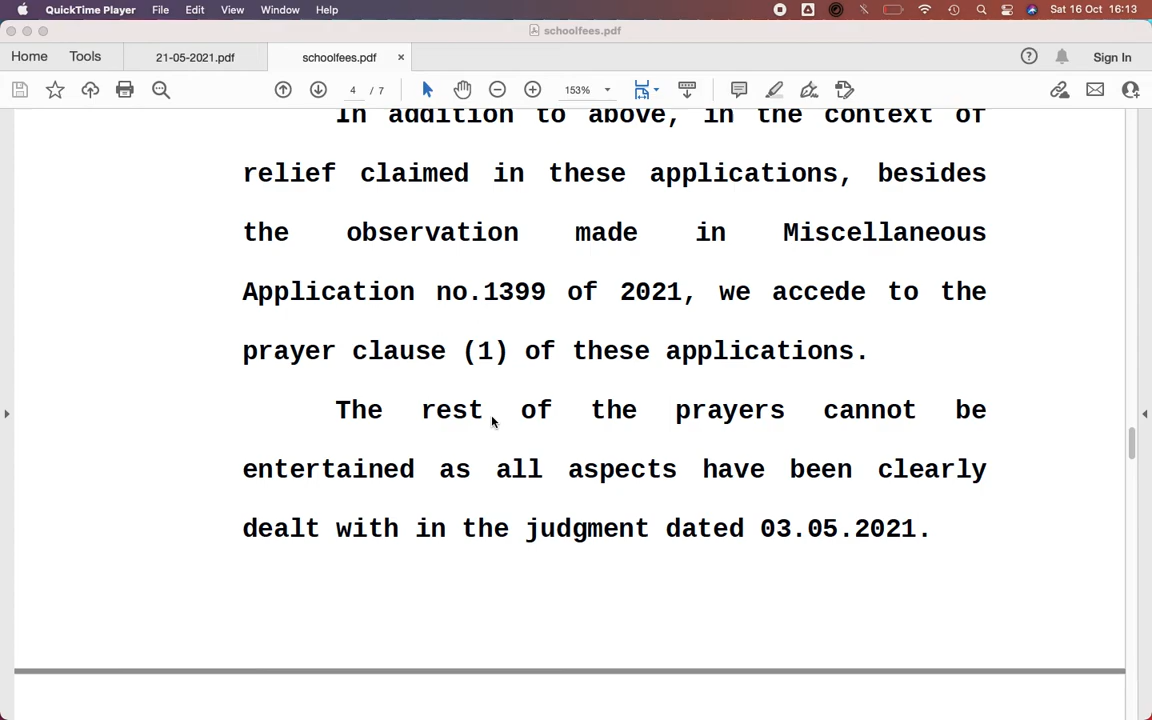 QuickTime Player File Edit View Window Help Sat 16 Oct 16:13
schoolfees.pdf
Home Tools 21-05-2021.pdf schoolfees.pdf × Sign In
4 / 7 153%
In addition to above, in the context of
relief claimed in these applications, besides
the observation made in Miscellaneous
Application no.1399 of 2021, we accede to the
prayer clause (1) of these applications.
The rest of the prayers cannot be
entertained as all aspects have been clearly
dealt with in the judgment dated 03.05.2021.